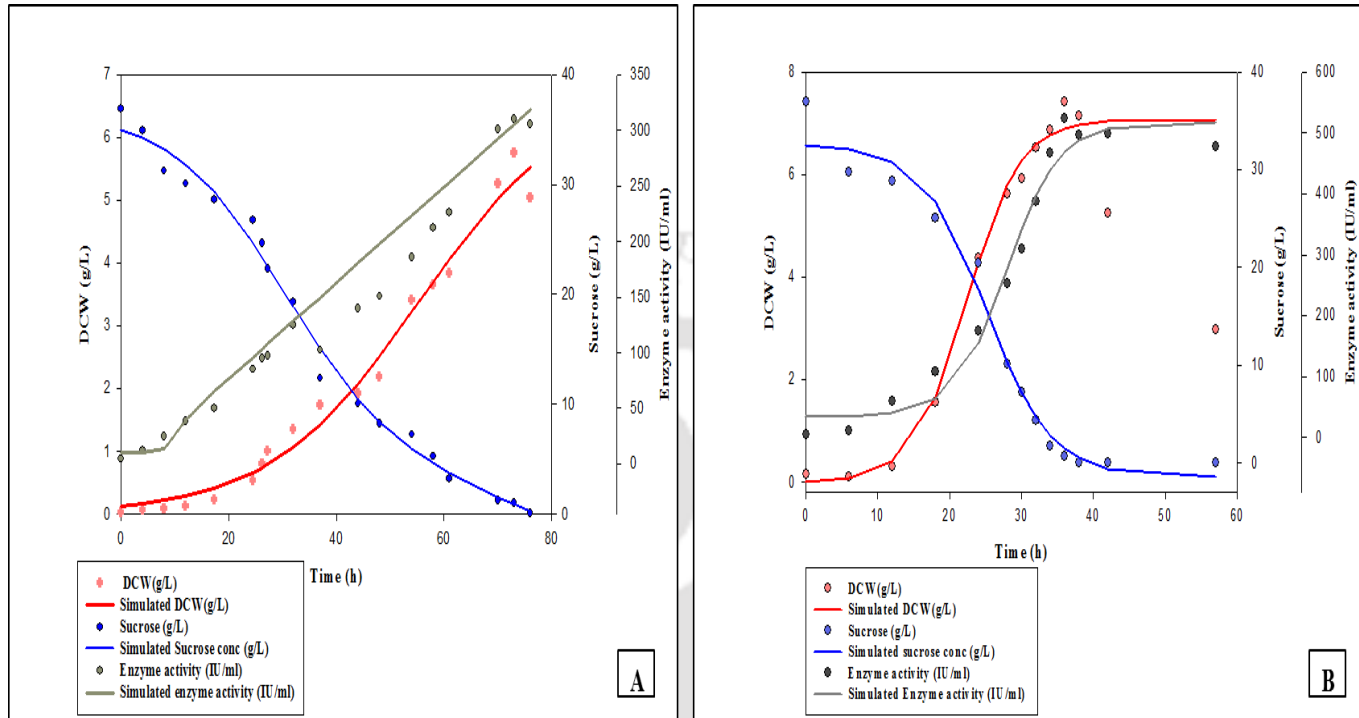 7
6
5
4
3
2
1
0
DCW (g/L)
40
30
20
10
0
Sucrose (g/L)
350
300
250
200
150
100
50
0
Enzyme activity (IU/ml)
0 20 40 60 80
Time (h)
DCW(g/L)
Simulated DCW(g/L)
Sucrose (g/L)
Simulated Sucrose conc (g/L)
Enzyme activity (IU/ml)
Simulated enzyme activity (IU/ml)
A
8
6
4
2
0
DCW (g/L)
40
30
20
10
0
Sucrose (g/L)
600
500
400
300
200
100
0
Enzyme activity (IU/ml)
0 10 20 30 40 50 60
Time (h)
DCW(g/L)
Simulated DCW(g/L)
Sucrose (g/L)
Simulated sucrose conc (g/L)
Enzyme activity (IU/ml)
Simulated Enzyme activity (IU/ml)
B